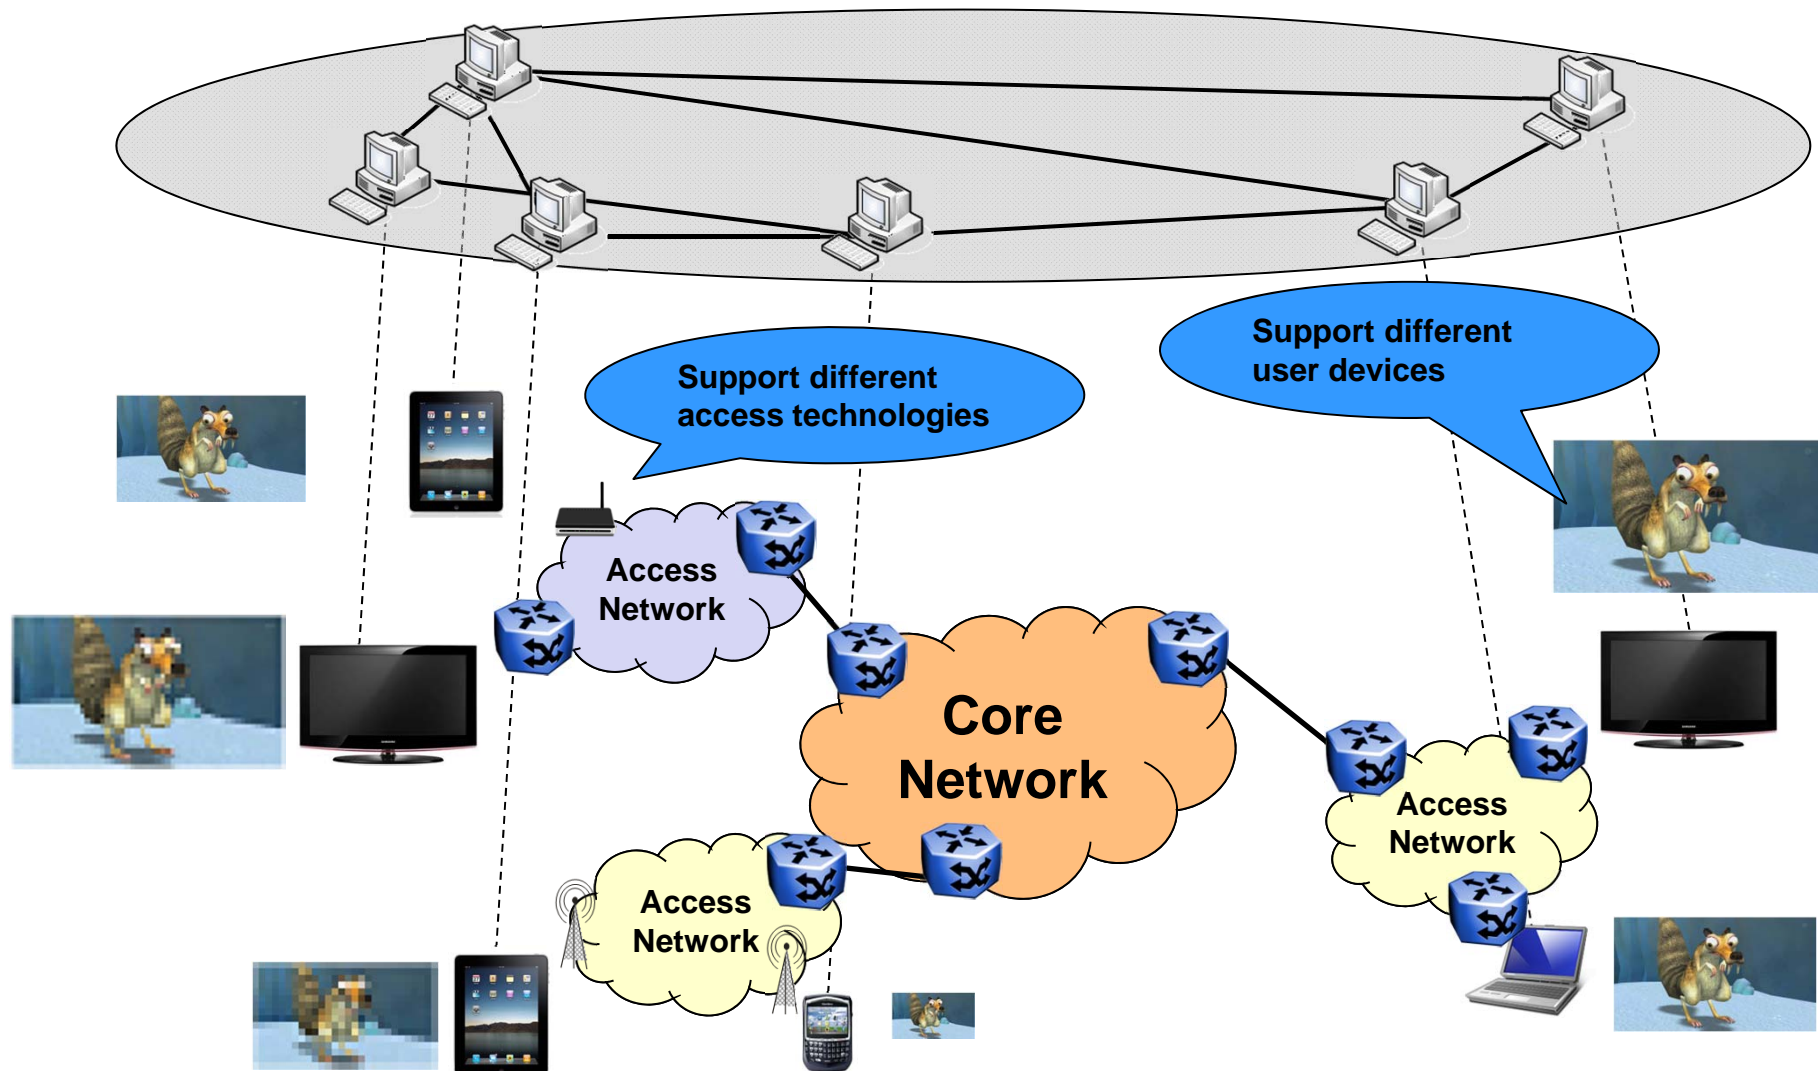 Support different
user devices
Support different
access technologies
Access
Network
Core
Network
Access
Network
Access
Network